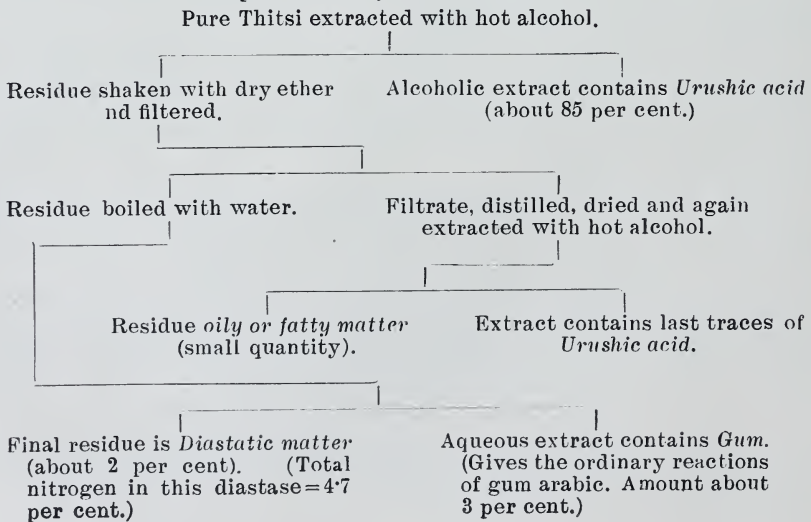 Pure Thitsi extracted with hot alcohol.
Residue shaken with dry ether
nd filtered.
Alcoholic extract contains Urushic acid
(about 85 per cent.)
Residue boiled with water.
Filtrate, distilled, dried and again
extracted with hot alcohol.
Residue oily or fatty matter
(small quantity).
Extract contains last traces of
Urushic acid.
Final residue is Diastatic matter
(about 2 per cent). (Total
nitrogen in this diastase=4·7
per cent.)
Aqueous extract contains Gum.
(Gives the ordinary reactions
of gum arabic. Amount about
3 per cent.)